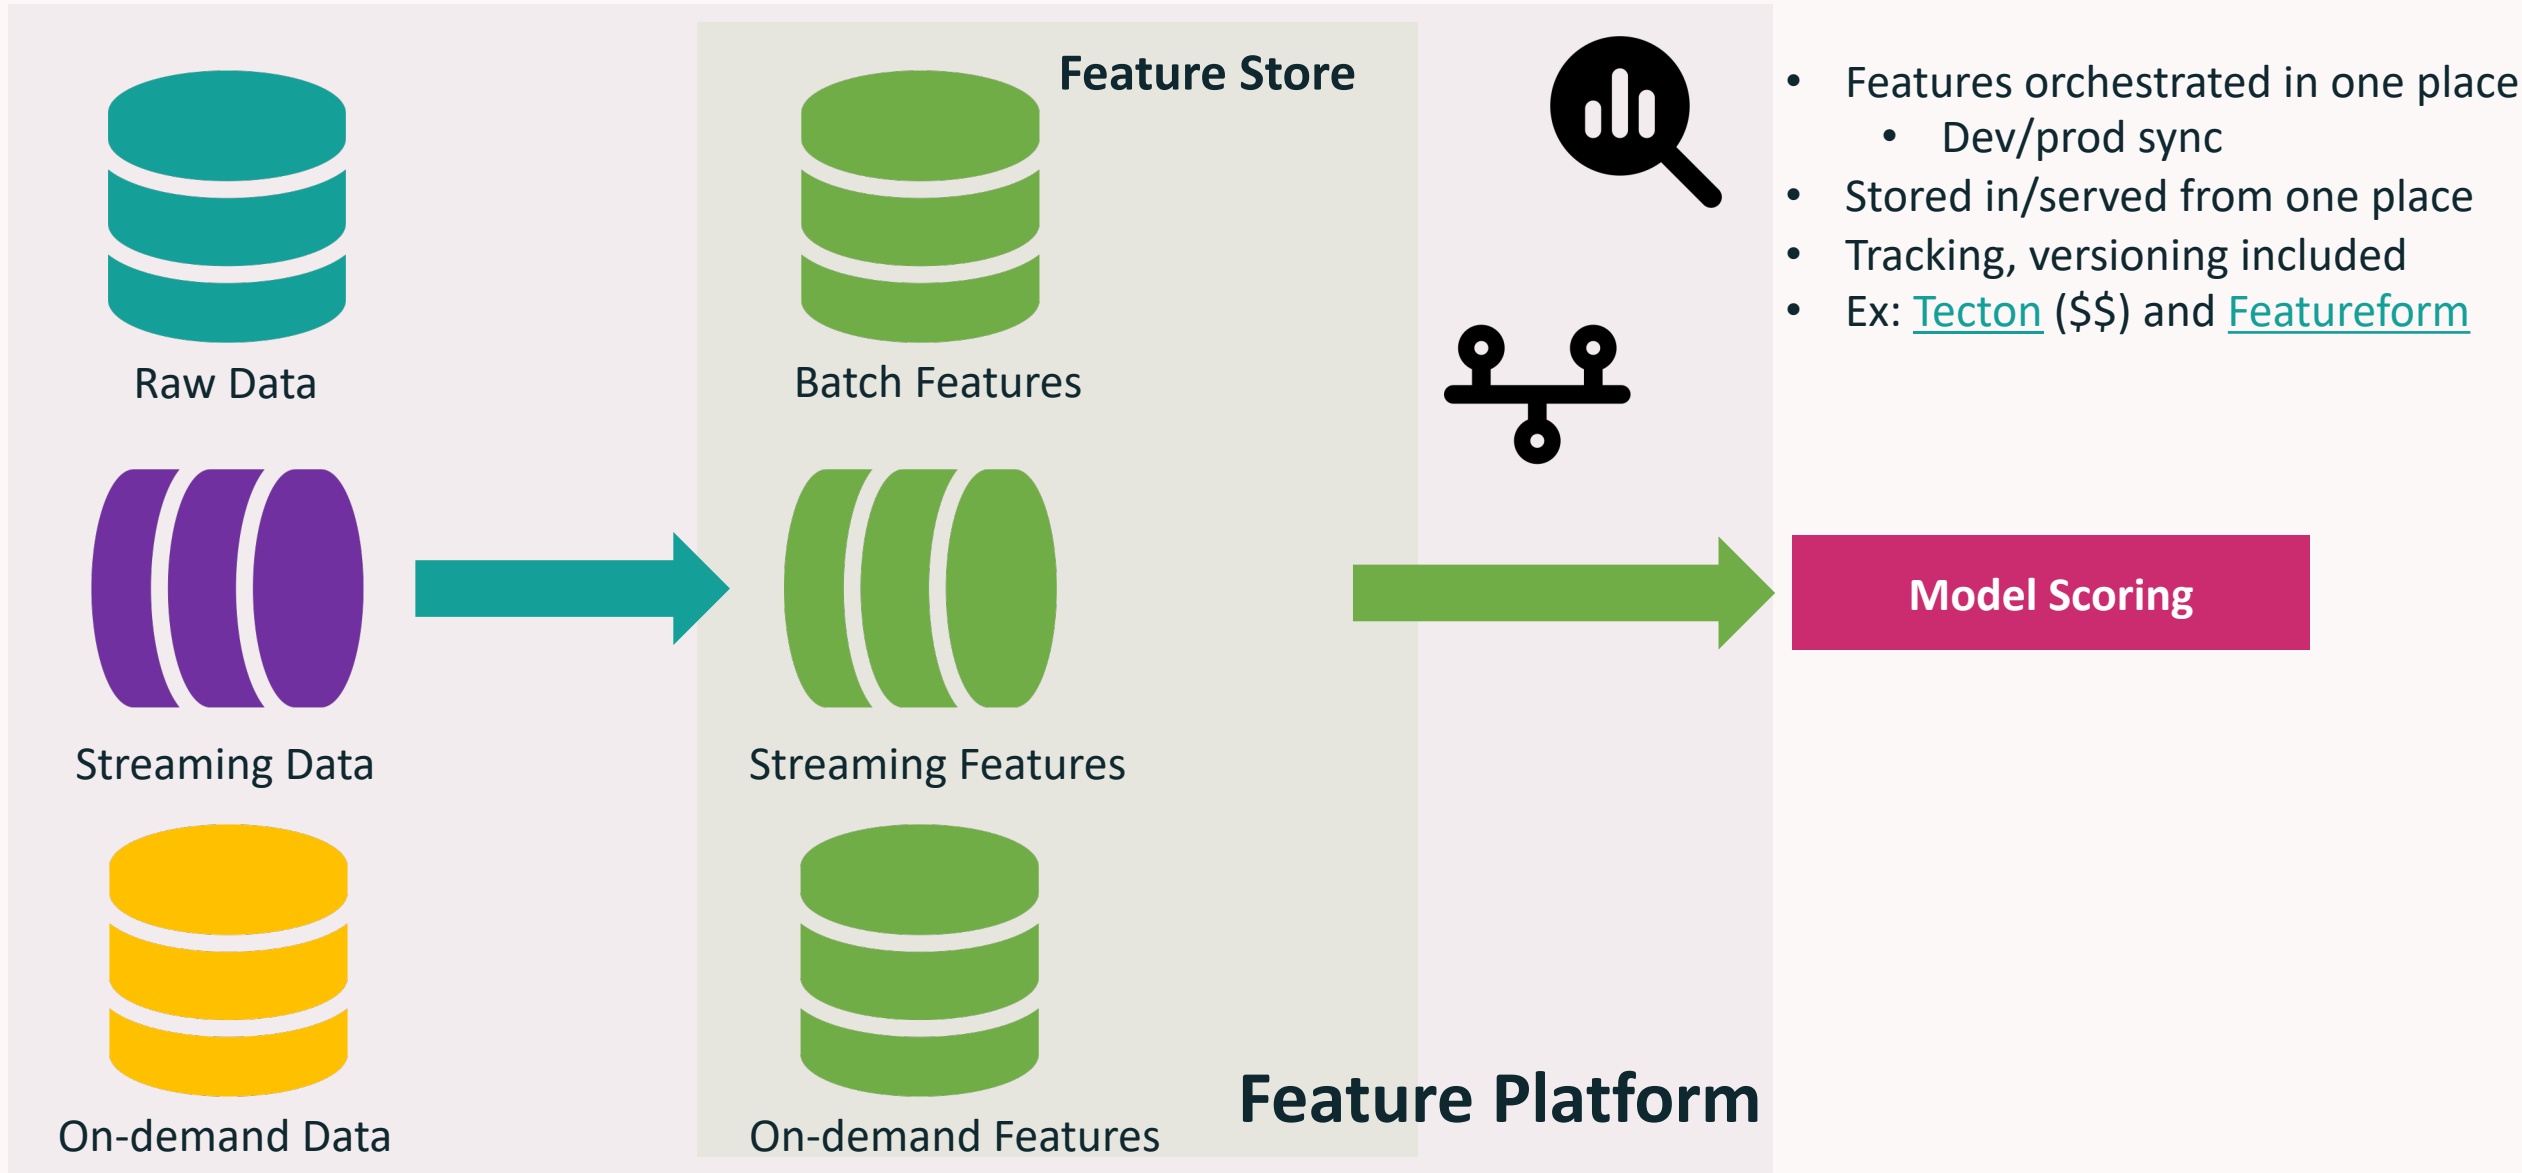 Feature Store
Raw Data
Batch Features
Streaming Data
Streaming Features
On-demand Data
On-demand Features
Feature Platform
• Features orchestrated in one place
• Dev/prod sync
• Stored in/served from one place
• Tracking, versioning included
• Ex: Tecton ($$) and Featureform
Model Scoring